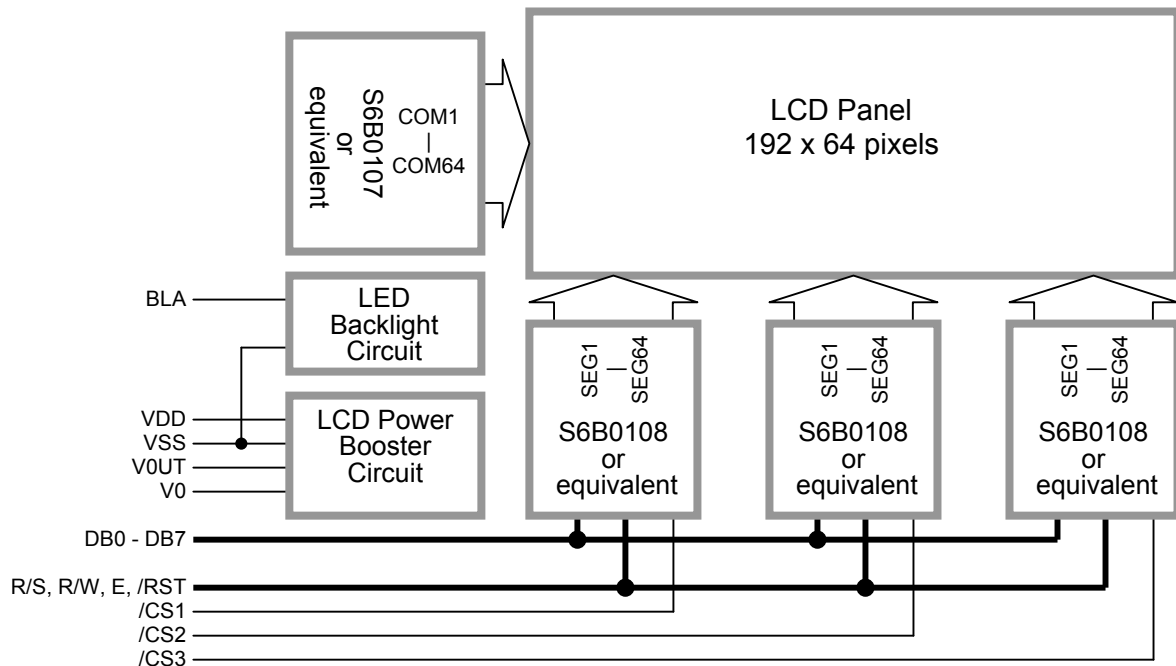 S6B0107
or
equivalent
COM1
|
COM64
LCD Panel
192 x 64 pixels
BLA
LED
Backlight
Circuit
VDD
VSS
V0UT
V0
LCD Power
Booster
Circuit
SEG1
|
SEG64
S6B0108
or
equivalent
SEG1
|
SEG64
S6B0108
or
equivalent
SEG1
|
SEG64
S6B0108
or
equivalent
DB0 - DB7
R/S, R/W, E, /RST
/CS1
/CS2
/CS3